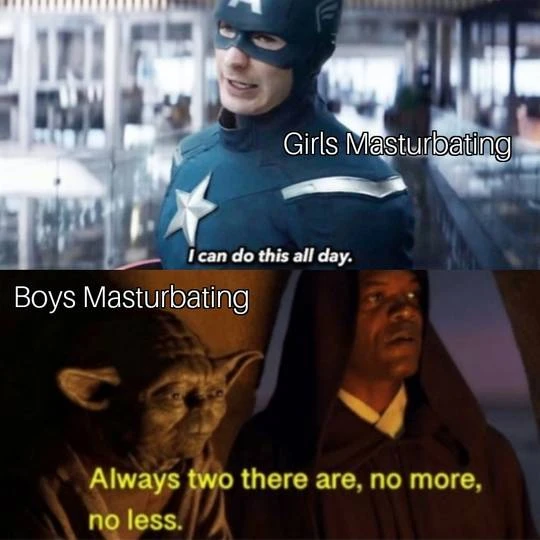 Girls Masturbating
I can do this all day.
Boys Masturbating
Always two there are, no more,
no less.